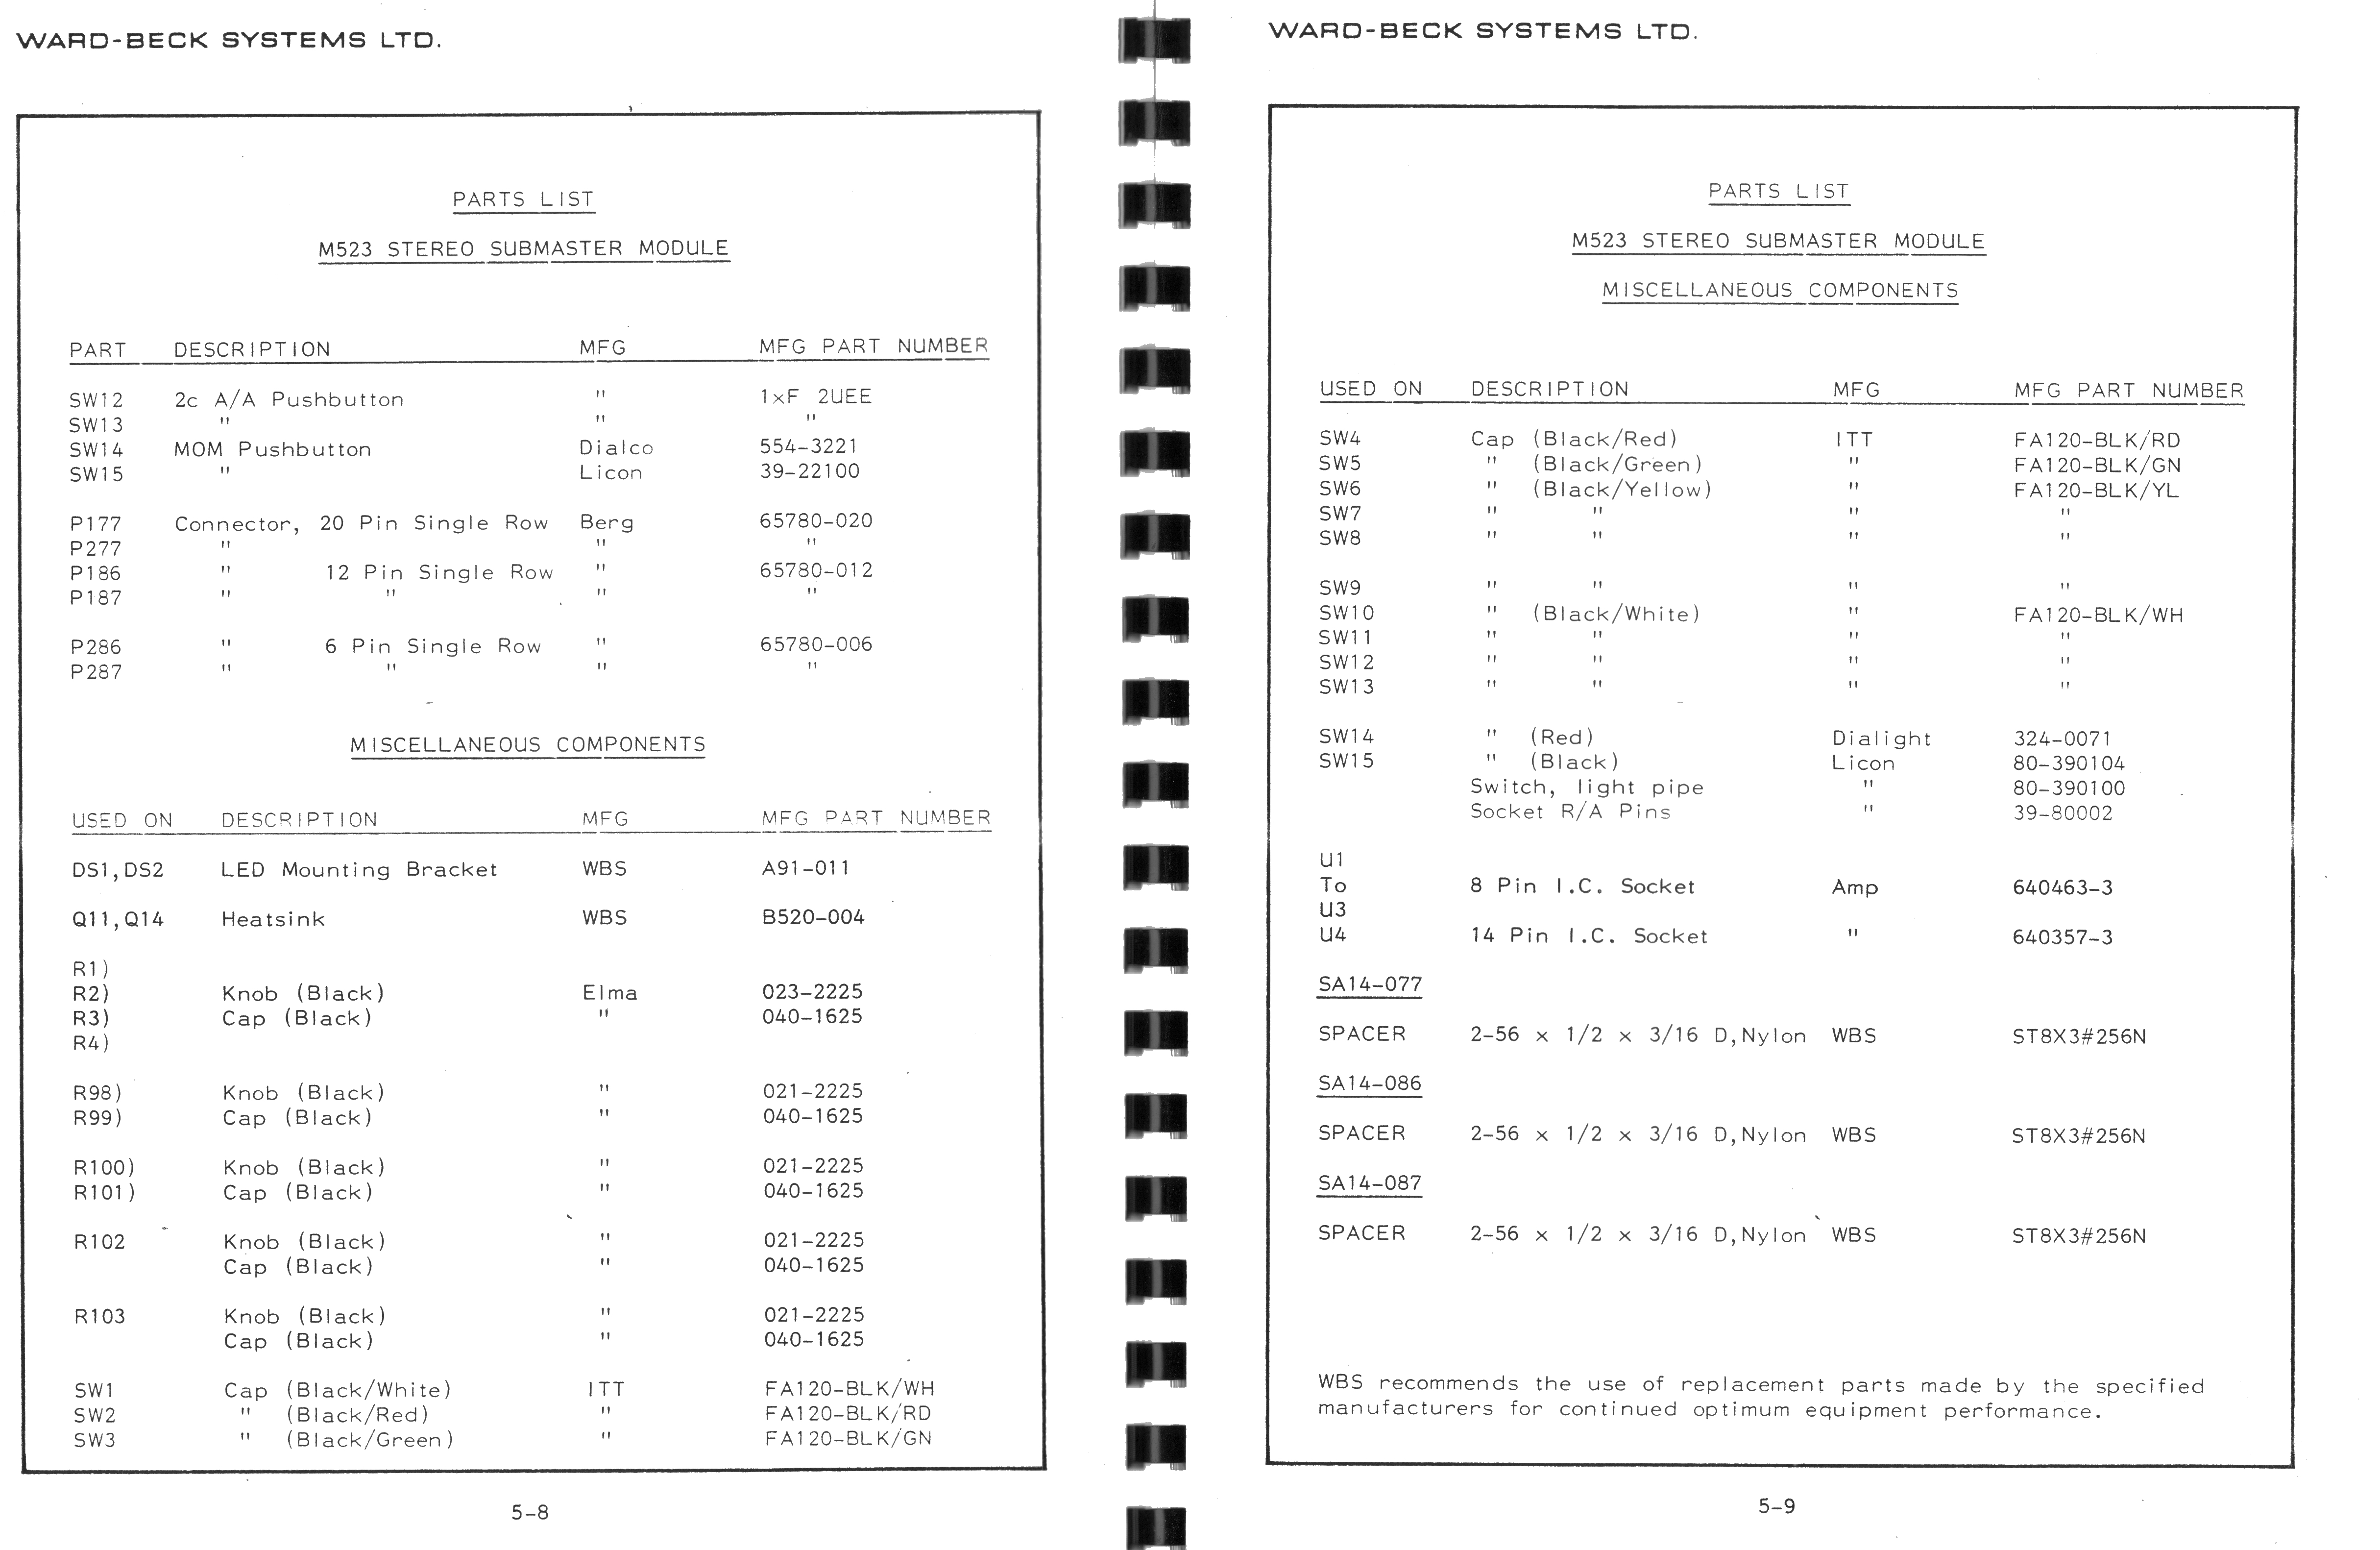 WARD-BECK SYSTEMS LTD.
PARTS LIST
M523 STEREO SUBMASTER MODULE
PART DESCRIPTION MFG MFG PART NUMBER
SW12 2c A/A Pushbutton " 1xF 2UEE
SW13 " " "
SW14 MOM Pushbutton Dialco 554-3221
SW15 " Licon 39-22100
P177 Connector, 20 Pin Single Row Berg 65780-020
P277 " " "
P186 " 12 Pin Single Row " 65780-012
P187 " " " "
P286 " 6 Pin Single Row " 65780-006
P287 " " " "
MISCELLANEOUS COMPONENTS
USED ON DESCRIPTION MFG MFG PART NUMBER
DS1,DS2 LED Mounting Bracket WBS A91-011
Q11,Q14 Heatsink WBS B520-004
R1)
R2) Knob (Black) Elma 023-2225
R3) Cap (Black) " 040-1625
R4)
R98) Knob (Black) " 021-2225
R99) Cap (Black) " 040-1625
R100) Knob (Black) " 021-2225
R101) Cap (Black) " 040-1625
R102 Knob (Black) " 021-2225
Cap (Black) " 040-1625
R103 Knob (Black) " 021-2225
Cap (Black) " 040-1625
SW1 Cap (Black/White) ITT FA120-BLK/WH
SW2 " (Black/Red) " FA120-BLK/RD
SW3 " (Black/Green) " FA120-BLK/GN
5-8
WARD-BECK SYSTEMS LTD.
PARTS LIST
M523 STEREO SUBMASTER MODULE
MISCELLANEOUS COMPONENTS
USED ON DESCRIPTION MFG MFG PART NUMBER
SW4 Cap (Black/Red) ITT FA120-BLK/RD
SW5 " (Black/Green) " FA120-BLK/GN
SW6 " (Black/Yellow) " FA120-BLK/YL
SW7 " " " "
SW8 " " " "
SW9 " " " "
SW10 " (Black/White) " FA120-BLK/WH
SW11 " " " "
SW12 " " " "
SW13 " " " "
SW14 " (Red) Dialight 324-0071
SW15 " (Black) Licon 80-390104
Switch, light pipe " 80-390100
Socket R/A Pins " 39-80002
U1
To 8 Pin I.C. Socket Amp 640463-3
U3
U4 14 Pin I.C. Socket " 640357-3
SA14-077
SPACER 2-56 x 1/2 x 3/16 D,Nylon WBS ST8X3#256N
SA14-086
SPACER 2-56 x 1/2 x 3/16 D,Nylon WBS ST8X3#256N
SA14-087
SPACER 2-56 x 1/2 x 3/16 D,Nylon WBS ST8X3#256N
WBS recommends the use of replacement parts made by the specified
manufacturers for continued optimum equipment performance.
5-9